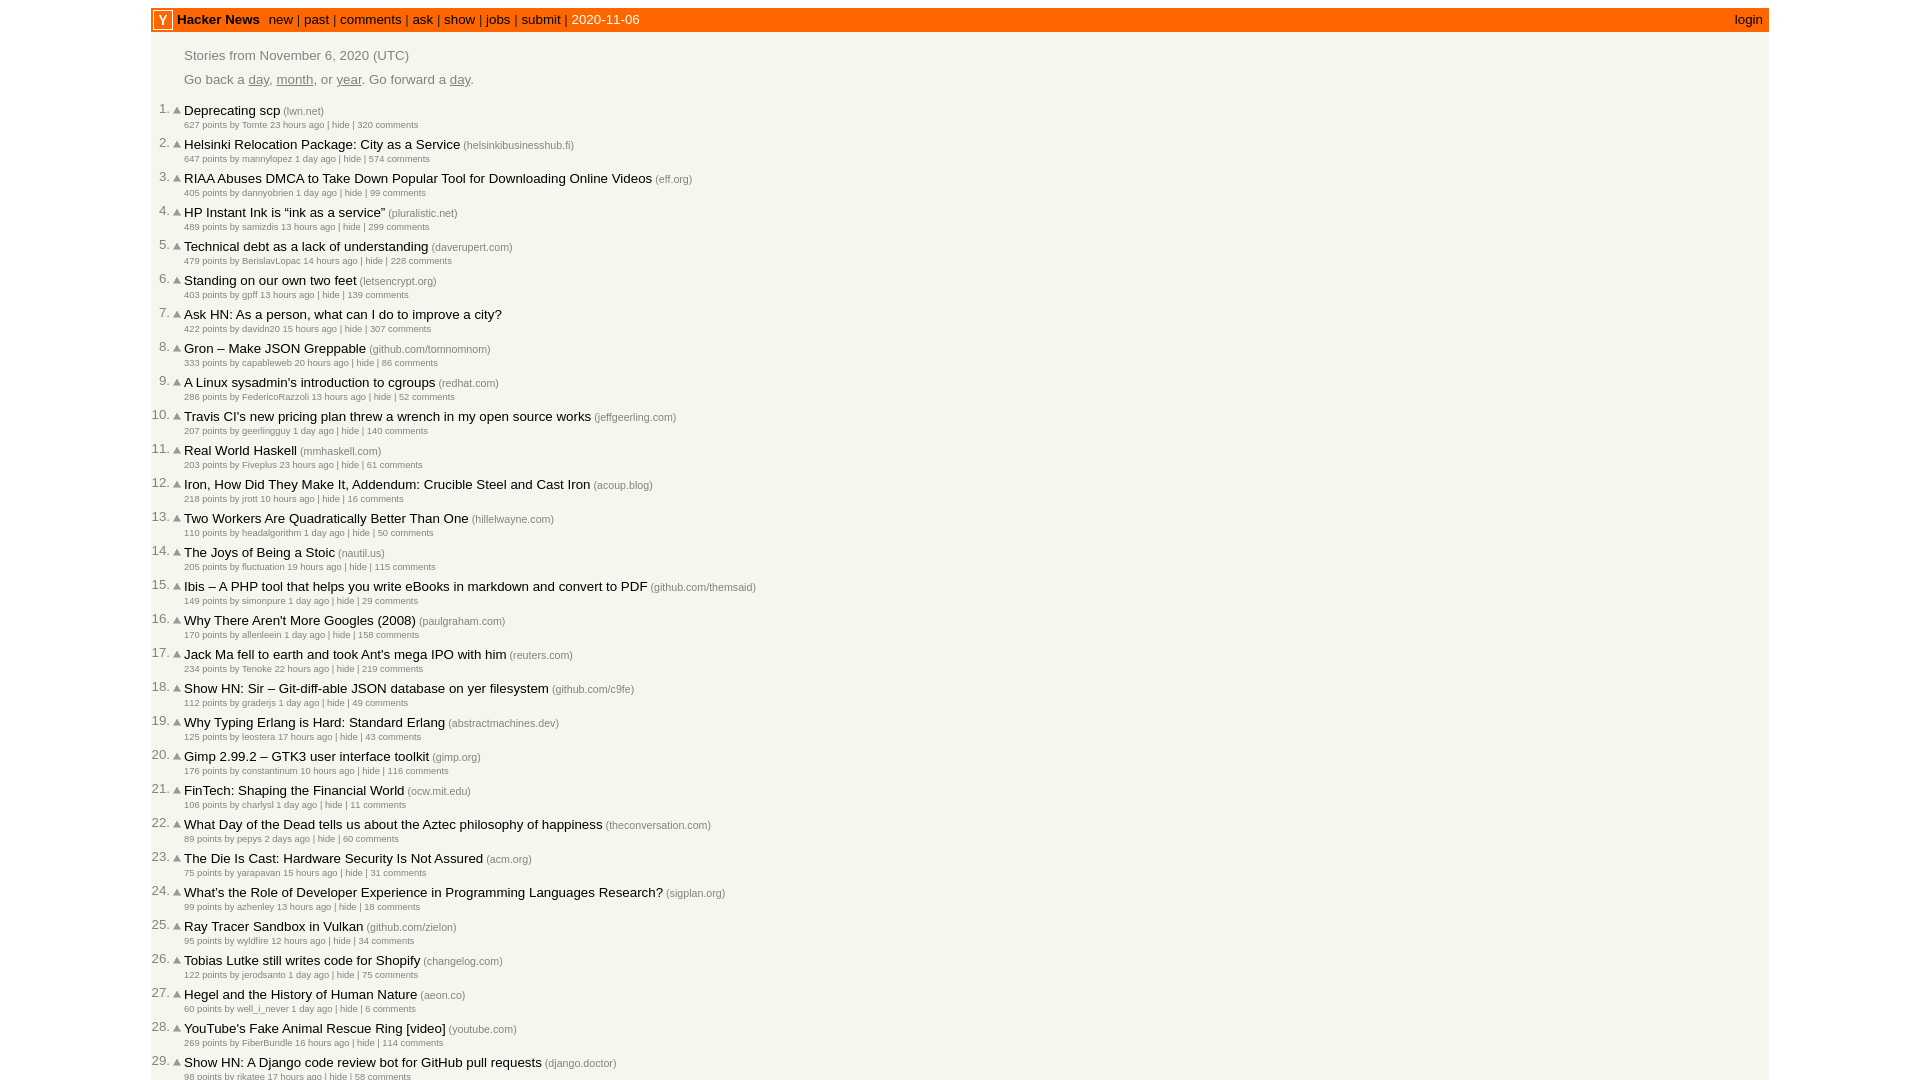 Y Hacker News new | past | comments | ask | show | jobs | submit | 2020-11-06 login
Stories from November 6, 2020 (UTC)
Go back a day, month, or year. Go forward a day.
1. Deprecating scp (lwn.net)
627 points by Tomte 23 hours ago | hide | 320 comments
2. Helsinki Relocation Package: City as a Service (helsinkibusinesshub.fi)
647 points by mannylopez 1 day ago | hide | 574 comments
3. RIAA Abuses DMCA to Take Down Popular Tool for Downloading Online Videos (eff.org)
405 points by dannyobrien 1 day ago | hide | 99 comments
4. HP Instant Ink is “ink as a service” (pluralistic.net)
489 points by samizdis 13 hours ago | hide | 299 comments
5. Technical debt as a lack of understanding (daverupert.com)
479 points by BerislavLopac 14 hours ago | hide | 228 comments
6. Standing on our own two feet (letsencrypt.org)
403 points by gpff 13 hours ago | hide | 139 comments
7. Ask HN: As a person, what can I do to improve a city?
422 points by davidn20 15 hours ago | hide | 307 comments
8. Gron – Make JSON Greppable (github.com/tomnomnom)
333 points by capableweb 20 hours ago | hide | 86 comments
9. A Linux sysadmin's introduction to cgroups (redhat.com)
286 points by FedericoRazzoli 13 hours ago | hide | 52 comments
10. Travis CI's new pricing plan threw a wrench in my open source works (jeffgeerling.com)
207 points by geerlingguy 1 day ago | hide | 140 comments
11. Real World Haskell (mmhaskell.com)
203 points by Fiveplus 23 hours ago | hide | 61 comments
12. Iron, How Did They Make It, Addendum: Crucible Steel and Cast Iron (acoup.blog)
218 points by jrott 10 hours ago | hide | 16 comments
13. Two Workers Are Quadratically Better Than One (hillelwayne.com)
110 points by headalgorithm 1 day ago | hide | 50 comments
14. The Joys of Being a Stoic (nautil.us)
205 points by fluctuation 19 hours ago | hide | 115 comments
15. Ibis – A PHP tool that helps you write eBooks in markdown and convert to PDF (github.com/themsaid)
149 points by simonpure 1 day ago | hide | 29 comments
16. Why There Aren't More Googles (2008) (paulgraham.com)
170 points by allenleein 1 day ago | hide | 158 comments
17. Jack Ma fell to earth and took Ant's mega IPO with him (reuters.com)
234 points by Tenoke 22 hours ago | hide | 219 comments
18. Show HN: Sir – Git-diff-able JSON database on yer filesystem (github.com/c9fe)
112 points by graderjs 1 day ago | hide | 49 comments
19. Why Typing Erlang is Hard: Standard Erlang (abstractmachines.dev)
125 points by leostera 17 hours ago | hide | 43 comments
20. Gimp 2.99.2 – GTK3 user interface toolkit (gimp.org)
176 points by constantinum 10 hours ago | hide | 116 comments
21. FinTech: Shaping the Financial World (ocw.mit.edu)
106 points by charlysl 1 day ago | hide | 11 comments
22. What Day of the Dead tells us about the Aztec philosophy of happiness (theconversation.com)
89 points by pepys 2 days ago | hide | 60 comments
23. The Die Is Cast: Hardware Security Is Not Assured (acm.org)
75 points by yarapavan 15 hours ago | hide | 31 comments
24. What’s the Role of Developer Experience in Programming Languages Research? (sigplan.org)
99 points by azhenley 13 hours ago | hide | 18 comments
25. Ray Tracer Sandbox in Vulkan (github.com/zielon)
95 points by wyldfire 12 hours ago | hide | 34 comments
26. Tobias Lutke still writes code for Shopify (changelog.com)
122 points by jerodsanto 1 day ago | hide | 75 comments
27. Hegel and the History of Human Nature (aeon.co)
60 points by well_i_never 1 day ago | hide | 6 comments
28. YouTube's Fake Animal Rescue Ring [video] (youtube.com)
269 points by FiberBundle 16 hours ago | hide | 114 comments
29. Show HN: A Django code review bot for GitHub pull requests (django.doctor)
98 points by rikatee 17 hours ago | hide | 58 comments